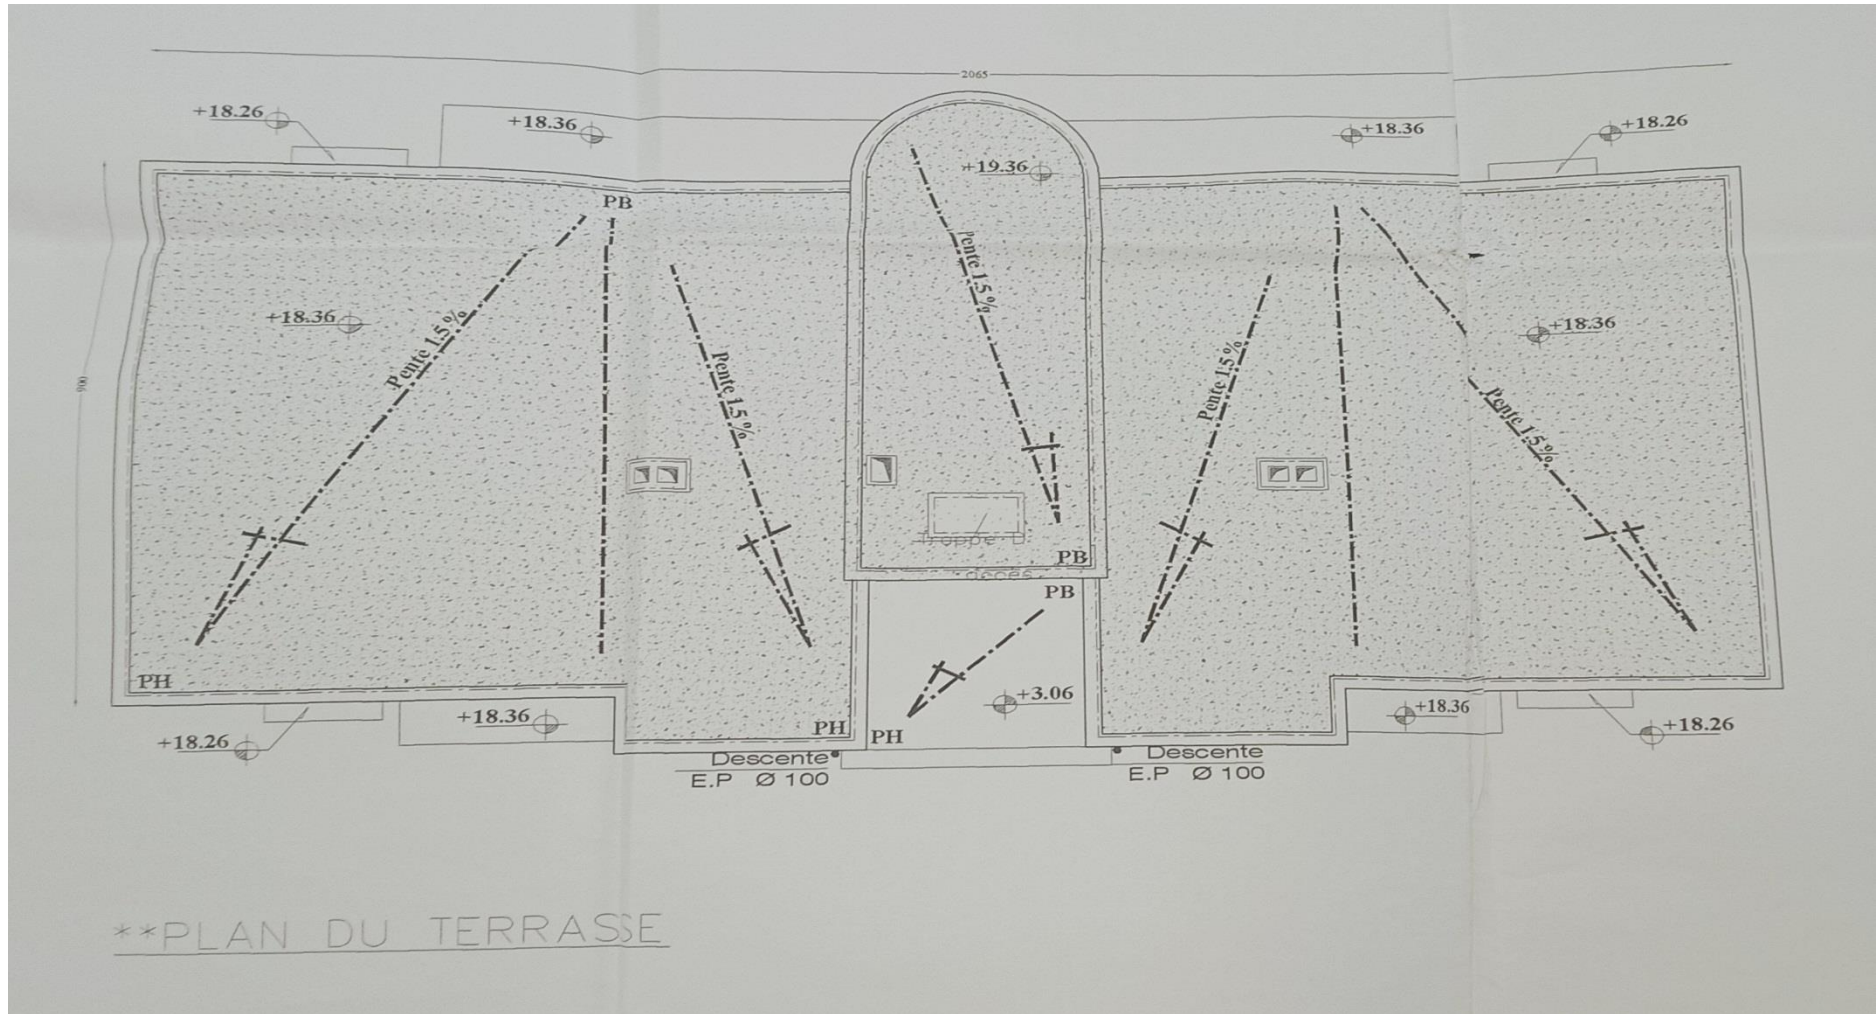 2065
+18.26
+18.36
+18.36
+18.26
+19.36
PB
Pente 1.5 %
+18.36
+18.36
Pente 1.5 %
Pente 1.5 %
Pente 1.5 %
Pente 1.5 %
900
Trappe D'
PB
acces
PB
PH
+3.06
+18.36
+18.36
+18.26
+18.26
PH
PH
Descente
E.P Ø 100
Descente
E.P Ø 100
**PLAN DU TERRASSE